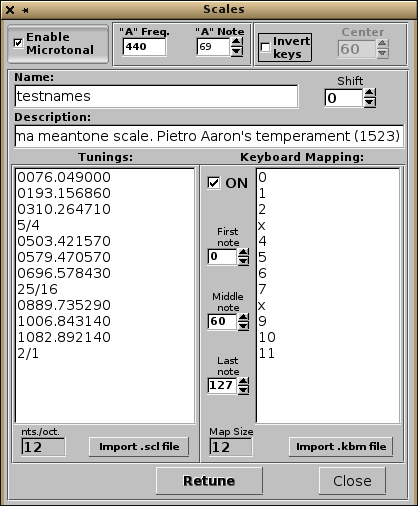 Scales
Enable
Microtonal
"A" Freq.
440
"A" Note
69
Invert
keys
Center
60
Name:
testnames
Shift
0
Description:
na meantone scale. Pietro Aaron's temperament (1523)
Tunings:
0076.049000
0193.156860
0310.264710
5/4
0503.421570
0579.470570
0696.578430
25/16
0889.735290
1006.843140
1082.892140
2/1
ON
First
note
0
Middle
note
60
Last
note
127
Keyboard Mapping:
0
1
2
x
4
5
6
7
x
9
10
11
nts./oct.
12
Import .scl file
Map Size
12
Import .kbm file
Retune
Close